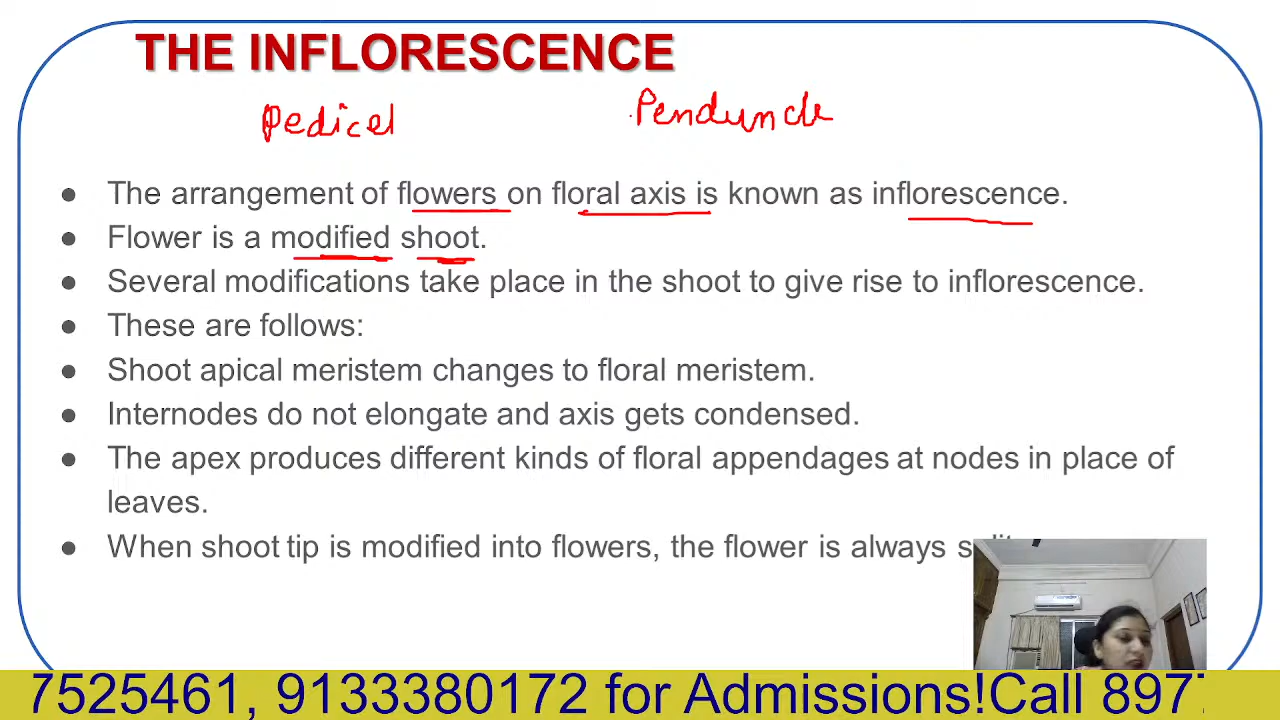 THE INFLORESCENCE
Pedicel Penduncle
● The arrangement of flowers on floral axis is known as inflorescence.
● Flower is a modified shoot.
● Several modifications take place in the shoot to give rise to inflorescence.
● These are follows:
● Shoot apical meristem changes to floral meristem.
● Internodes do not elongate and axis gets condensed.
● The apex produces different kinds of floral appendages at nodes in place of
leaves.
● When shoot tip is modified into flowers, the flower is always
7525461, 9133380172 for Admissions!Call 897